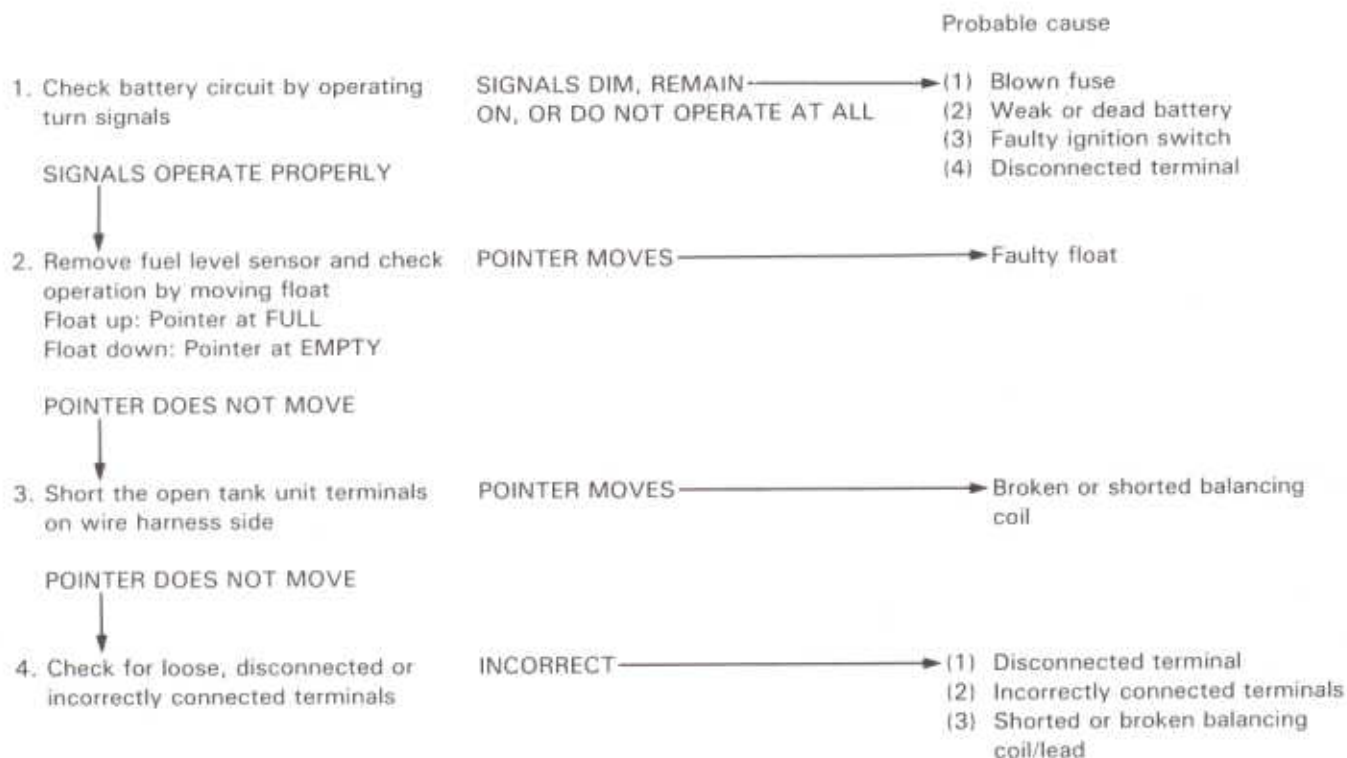 Probable cause
1. Check battery circuit by operating
turn signals
SIGNALS DIM, REMAIN
ON, OR DO NOT OPERATE AT ALL
(1) Blown fuse
(2) Weak or dead battery
(3) Faulty ignition switch
(4) Disconnected terminal
SIGNALS OPERATE PROPERLY
2. Remove fuel level sensor and check
operation by moving float
Float up: Pointer at FULL
Float down: Pointer at EMPTY
POINTER MOVES
Faulty float
POINTER DOES NOT MOVE
3. Short the open tank unit terminals
on wire harness side
POINTER MOVES
Broken or shorted balancing
coil
POINTER DOES NOT MOVE
4. Check for loose, disconnected or
incorrectly connected terminals
INCORRECT
(1) Disconnected terminal
(2) Incorrectly connected terminals
(3) Shorted or broken balancing
coil/lead